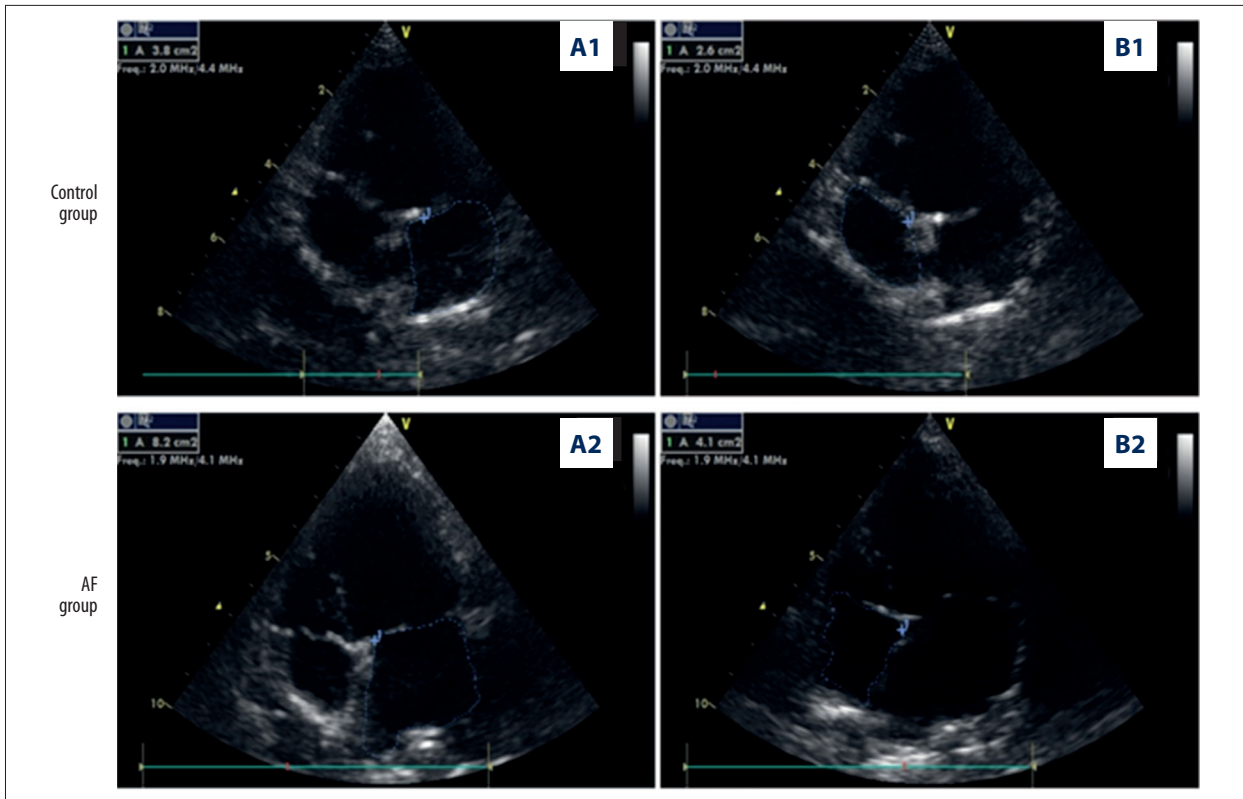 A1
1 A 3.8 cm2
Freq.: 2.0 MHz/4.4 MHz
V
2
4
6
8
B1
1 A 2.6 cm2
Freq.: 2.0 MHz/4.4 MHz
V
2
4
6
8
Control
group
A2
1 A 8.2 cm2
Freq.: 1.9 MHz/4.1 MHz
V
5
10
B2
1 A 4.1 cm2
Freq.: 1.9 MHz/4.1 MHz
V
5
10
AF
group